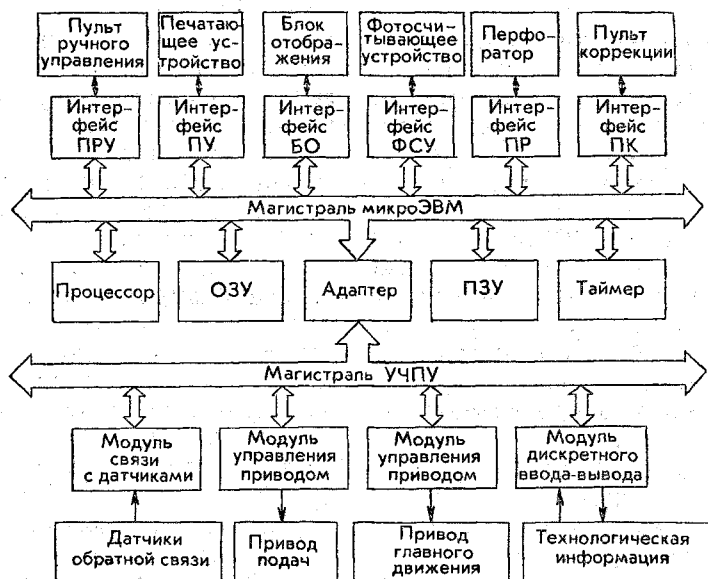 Пульт
ручного
управления
Печатаю-
щее ус-
тройство
Блок
отобра-
жения
Фотосчи-
тывающее
устройство
Перфо-
ратор
Пульт
коррекции
Интер-
фейс
ПРУ
Интер-
фейс
ПУ
Интер-
фейс
БО
Интер-
фейс
ФСУ
Интер-
фейс
ПР
Интер-
фейс
ПК
Магистраль микроЭВМ
Процессор
ОЗУ
Адаптер
ПЗУ
Таймер
Магистраль УЧПУ
Модуль
связи
с датчиками
Модуль
управления
приводом
Модуль
управления
приводом
Модуль
дискретного
ввода-вывода
Датчики
обратной связи
Привод
подач
Привод
главного
движения
Технологическая
информация